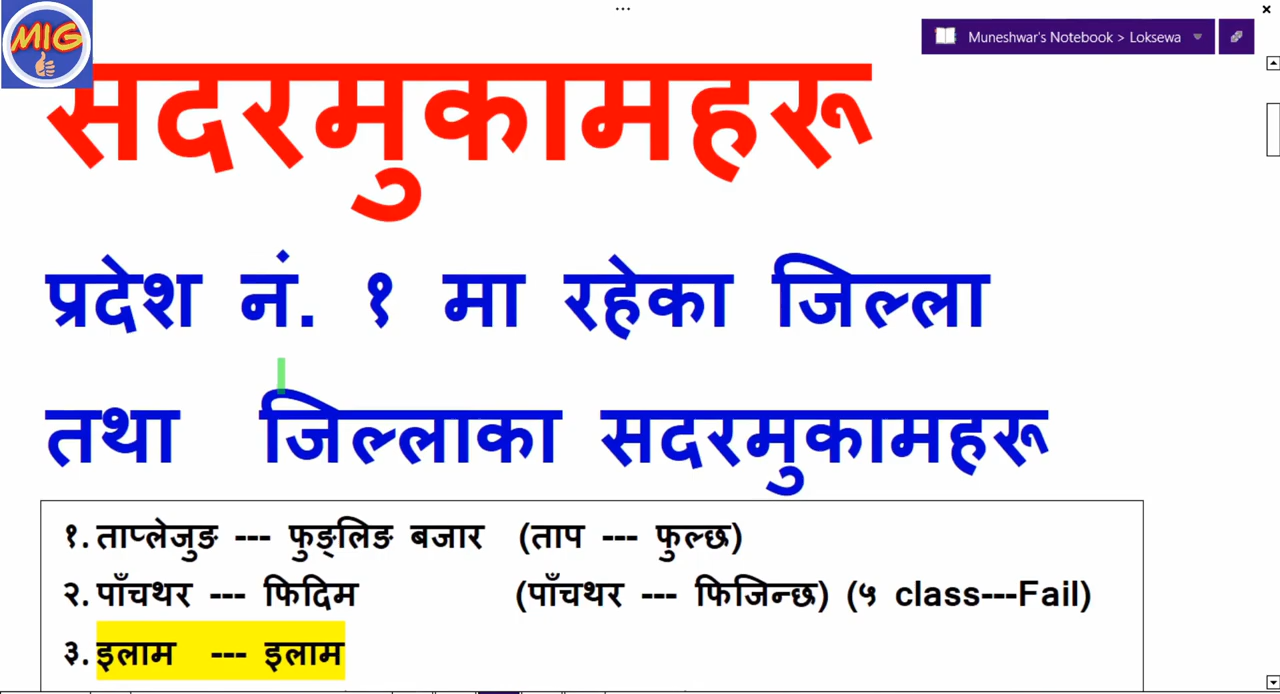 MIG
...
Muneshwar's Notebook > Loksewa
सदरमुकामहरू
प्रदेश नं. १ मा रहेका जिल्ला
तथा जिल्लाका सदरमुकामहरू
१. ताप्लेजुङ --- फुङ्लिङ बजार (ताप --- फुल्छ)
२. पाँचथर --- फिदिम (पाँचथर --- फिजिन्छ) (५ class---Fail)
३. इलाम --- इलाम